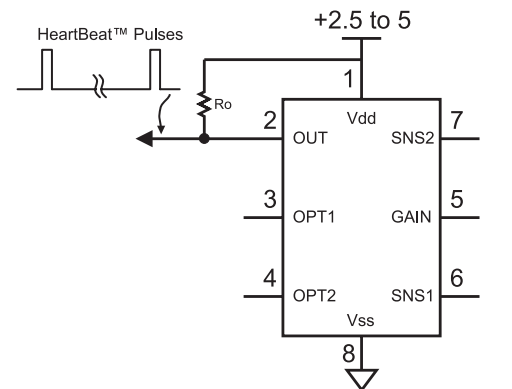 +2.5 to 5
HeartBeat™ Pulses
1
Ro
Vdd
2
7
OUT
SNS2
3
5
OPT1
GAIN
4
6
OPT2
SNS1
Vss
8